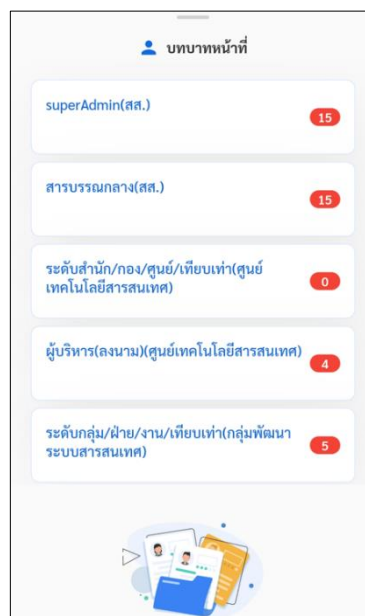 บทบาทหน้าที่
superAdmin(สส.)
15
สารบรรณกลาง(สส.)
15
ระดับสำนัก/กอง/ศูนย์/เทียบเท่า(ศูนย์
เทคโนโลยีสารสนเทศ)
0
ผู้บริหาร(ลงนาม)(ศูนย์เทคโนโลยีสารสนเทศ)
4
ระดับกลุ่ม/ฝ่าย/งาน/เทียบเท่า(กลุ่มพัฒนา
ระบบสารสนเทศ)
5